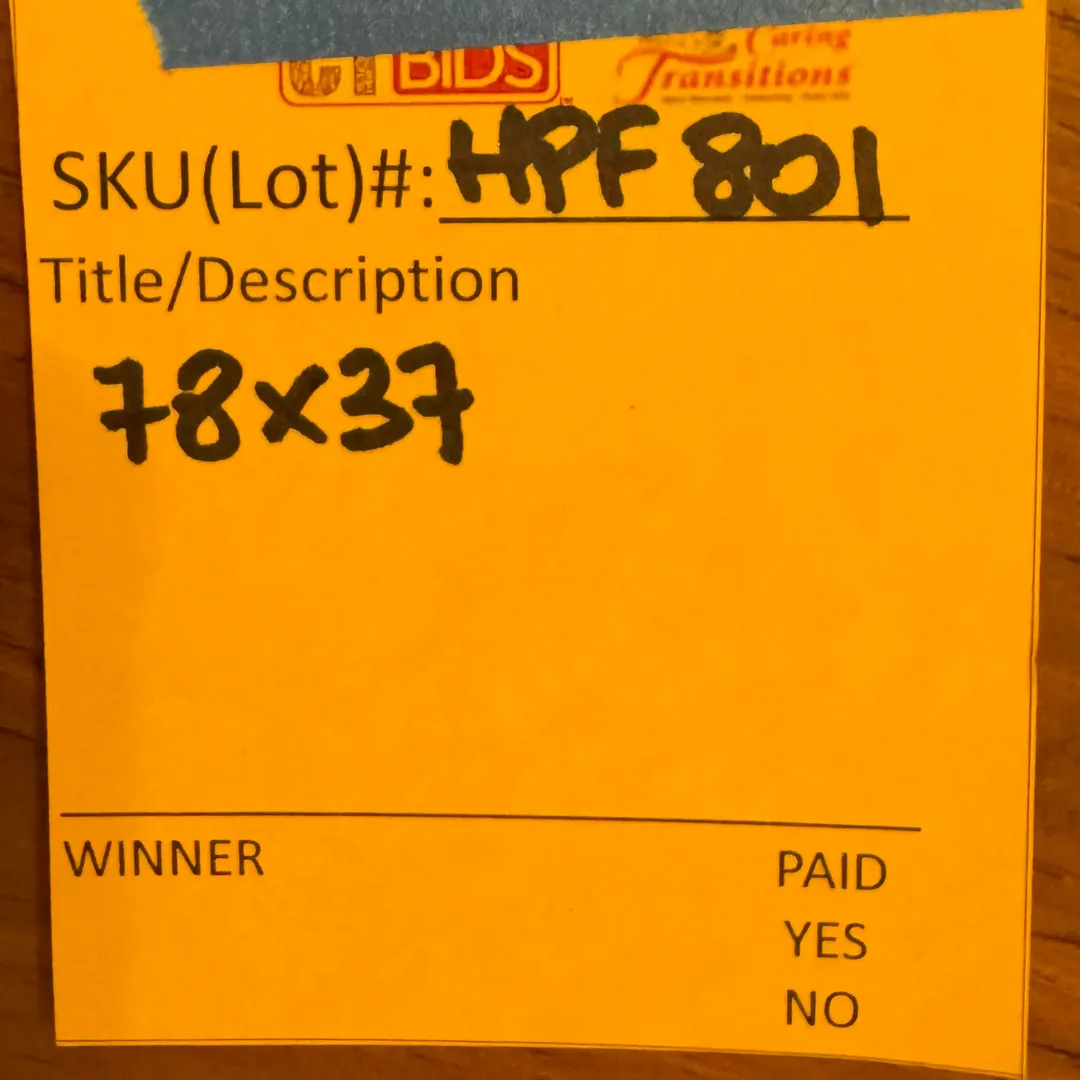 BIDS
Caring
Transitions
SKU(Lot)#: HPF 801
Title/Description
78x37
WINNER
PAID
YES
NO